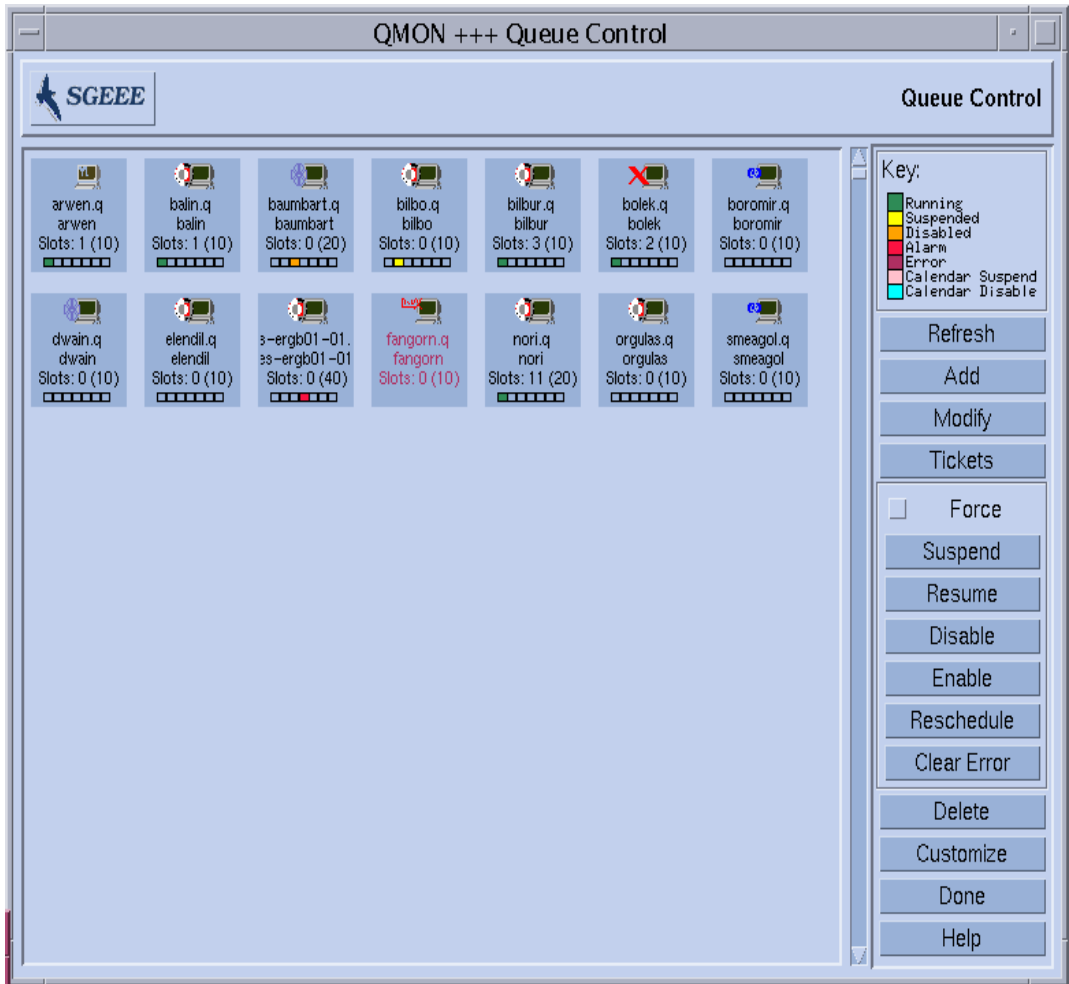 QMON +++ Queue Control
SGEEE
Queue Control
arwen.q
arwen
Slots: 1 (10)
balin.q
balin
Slots: 1 (10)
baumbart.q
baumbart
Slots: 0 (20)
bilbo.q
bilbo
Slots: 0 (10)
bilbur.q
bilbur
Slots: 3 (10)
bolek.q
bolek
Slots: 2 (10)
boromir.q
boromir
Slots: 0 (10)
dwain.q
dwain
Slots: 0 (10)
elendil.q
elendil
Slots: 0 (10)
s-ergb01-01.
es-ergb01-01
Slots: 0 (40)
fangorn.q
fangorn
Slots: 0 (10)
nori.q
nori
Slots: 11 (20)
orgulas.q
orgulas
Slots: 0 (10)
smeagol.q
smeagol
Slots: 0 (10)
Key:
Running
Suspended
Disabled
Alarm
Error
Calendar Suspend
Calendar Disable
Refresh
Add
Modify
Tickets
Force
Suspend
Resume
Disable
Enable
Reschedule
Clear Error
Delete
Customize
Done
Help